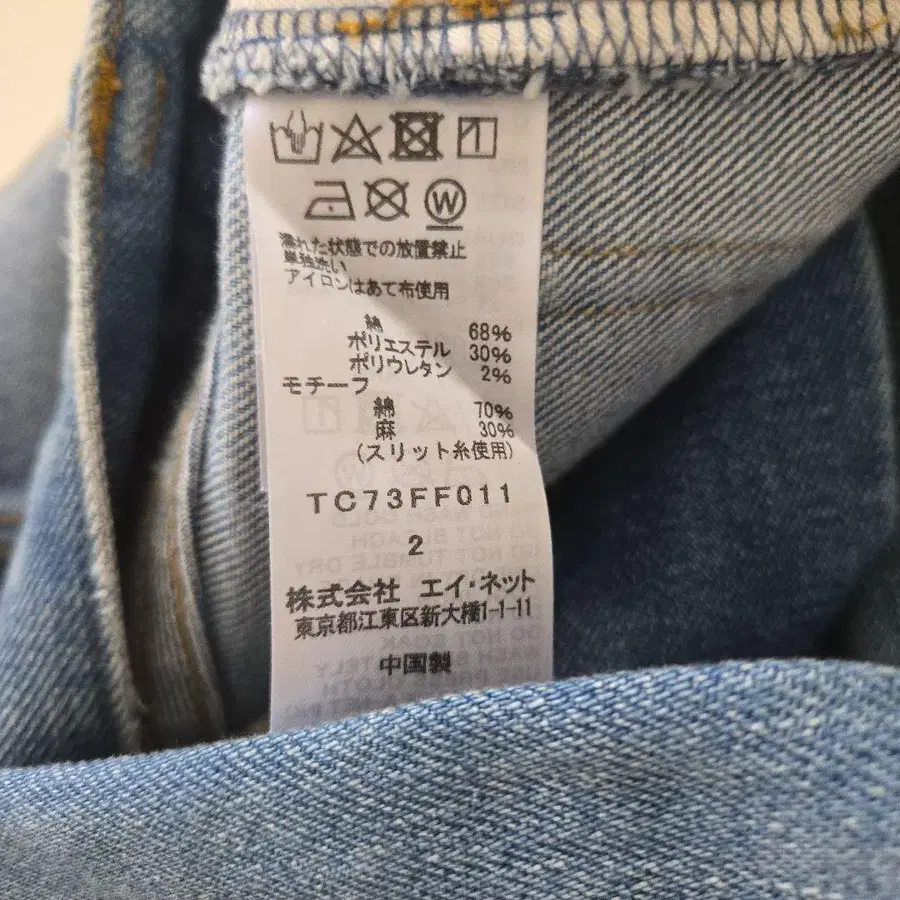 W
濡れた状態での放置禁止
単独洗い
アイロンはあて布使用
綿 68%
ポリエステル 30%
ポリウレタン 2%
モチーフ
綿 70%
麻 30%
(スリット糸使用)
TC73FF011
2
株式会社 エイ・ネット
東京都江東区新大橋1-1-11
中国製